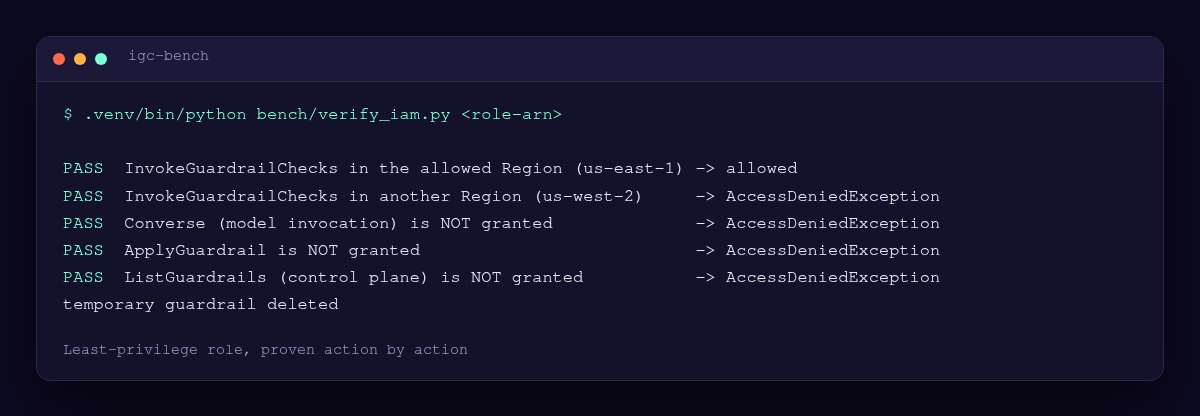 igc-bench
$ .venv/bin/python bench/verify_iam.py <role-arn>
PASS InvokeGuardrailChecks in the allowed Region (us-east-1) -> allowed
PASS InvokeGuardrailChecks in another Region (us-west-2) -> AccessDeniedException
PASS Converse (model invocation) is NOT granted -> AccessDeniedException
PASS ApplyGuardrail is NOT granted -> AccessDeniedException
PASS ListGuardrails (control plane) is NOT granted -> AccessDeniedException
temporary guardrail deleted
Least-privilege role, proven action by action